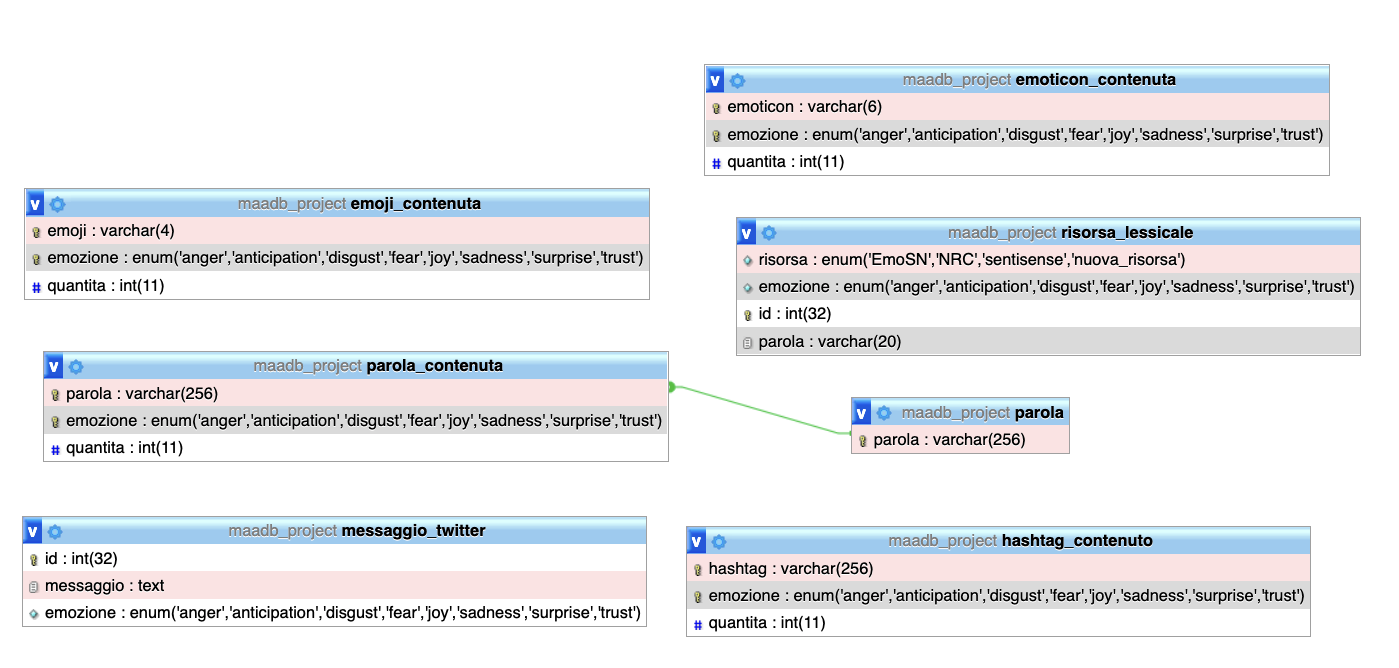 v maadb_project emoticon_contenuta
emoticon : varchar(6)
emozione : enum('anger','anticipation','disgust','fear','joy','sadness','surprise','trust')
# quantita : int(11)
v maadb_project emoji_contenuta
emoji : varchar(4)
emozione : enum('anger','anticipation','disgust','fear','joy','sadness','surprise','trust')
# quantita : int(11)
v maadb_project risorsa_lessicale
risorsa : enum('EmoSN','NRC','sentisense','nuova_risorsa')
emozione : enum('anger','anticipation','disgust','fear','joy','sadness','surprise','trust')
id : int(32)
parola : varchar(20)
v maadb_project parola_contenuta
parola : varchar(256)
emozione : enum('anger','anticipation','disgust','fear','joy','sadness','surprise','trust')
# quantita : int(11)
v maadb_project parola
parola : varchar(256)
v maadb_project messaggio_twitter
id : int(32)
messaggio : text
emozione : enum('anger','anticipation','disgust','fear','joy','sadness','surprise','trust')
v maadb_project hashtag_contenuto
hashtag : varchar(256)
emozione : enum('anger','anticipation','disgust','fear','joy','sadness','surprise','trust')
# quantita : int(11)